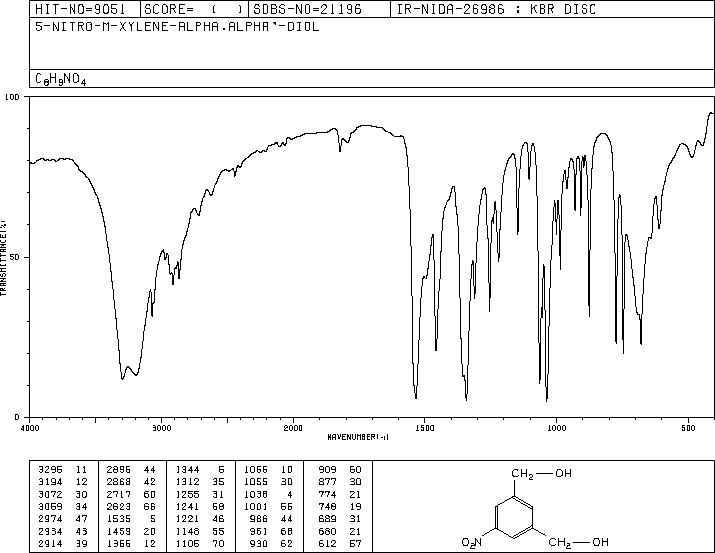 HIT-NO=9051 SCORE= ( ) SDBS-NO=21196 IR-NIDA-26986 : KBR DISC
5-NITRO-M-XYLENE-ALPHA,ALPHA'-DIOL
C8H9NO4
100
50
0
TRANSMITTANCE(%)
4000 3000 2000 1500 1000 500
WAVENUMBER(-1)
3295 11 2896 44 1344 5 1066 10 909 60
3194 12 2868 42 1312 35 1055 30 877 30
3072 30 2717 60 1255 31 1038 4 774 21
3069 34 2623 66 1241 58 1001 55 748 19
2974 47 1535 5 1221 46 986 44 689 31
2934 43 1459 20 1148 55 961 68 680 21
2914 39 1355 12 1105 70 930 62 612 57
CH2—OH
O2N CH2—OH